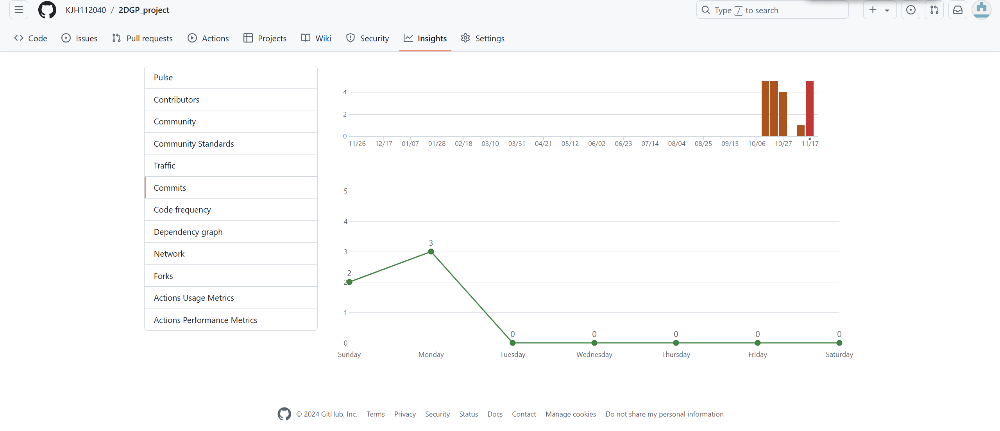 KJH112040 / 2DGP_project
Type / to search
Code Issues Pull requests Actions Projects Wiki Security Insights Settings
Pulse
Contributors
Community
Community Standards
Traffic
Commits
Code frequency
Dependency graph
Network
Forks
Actions Usage Metrics
Actions Performance Metrics
4
2
0
11/26 12/17 01/07 01/28 02/18 03/10 03/31 04/21 05/12 06/02 06/23 07/14 08/04 08/25 09/15 10/06 10/27 11/17
5
4
3
3
2
2
1
0 0 0 0 0
0
Sunday Monday Tuesday Wednesday Thursday Friday Saturday
© 2024 GitHub, Inc. Terms Privacy Security Status Docs Contact Manage cookies Do not share my personal information